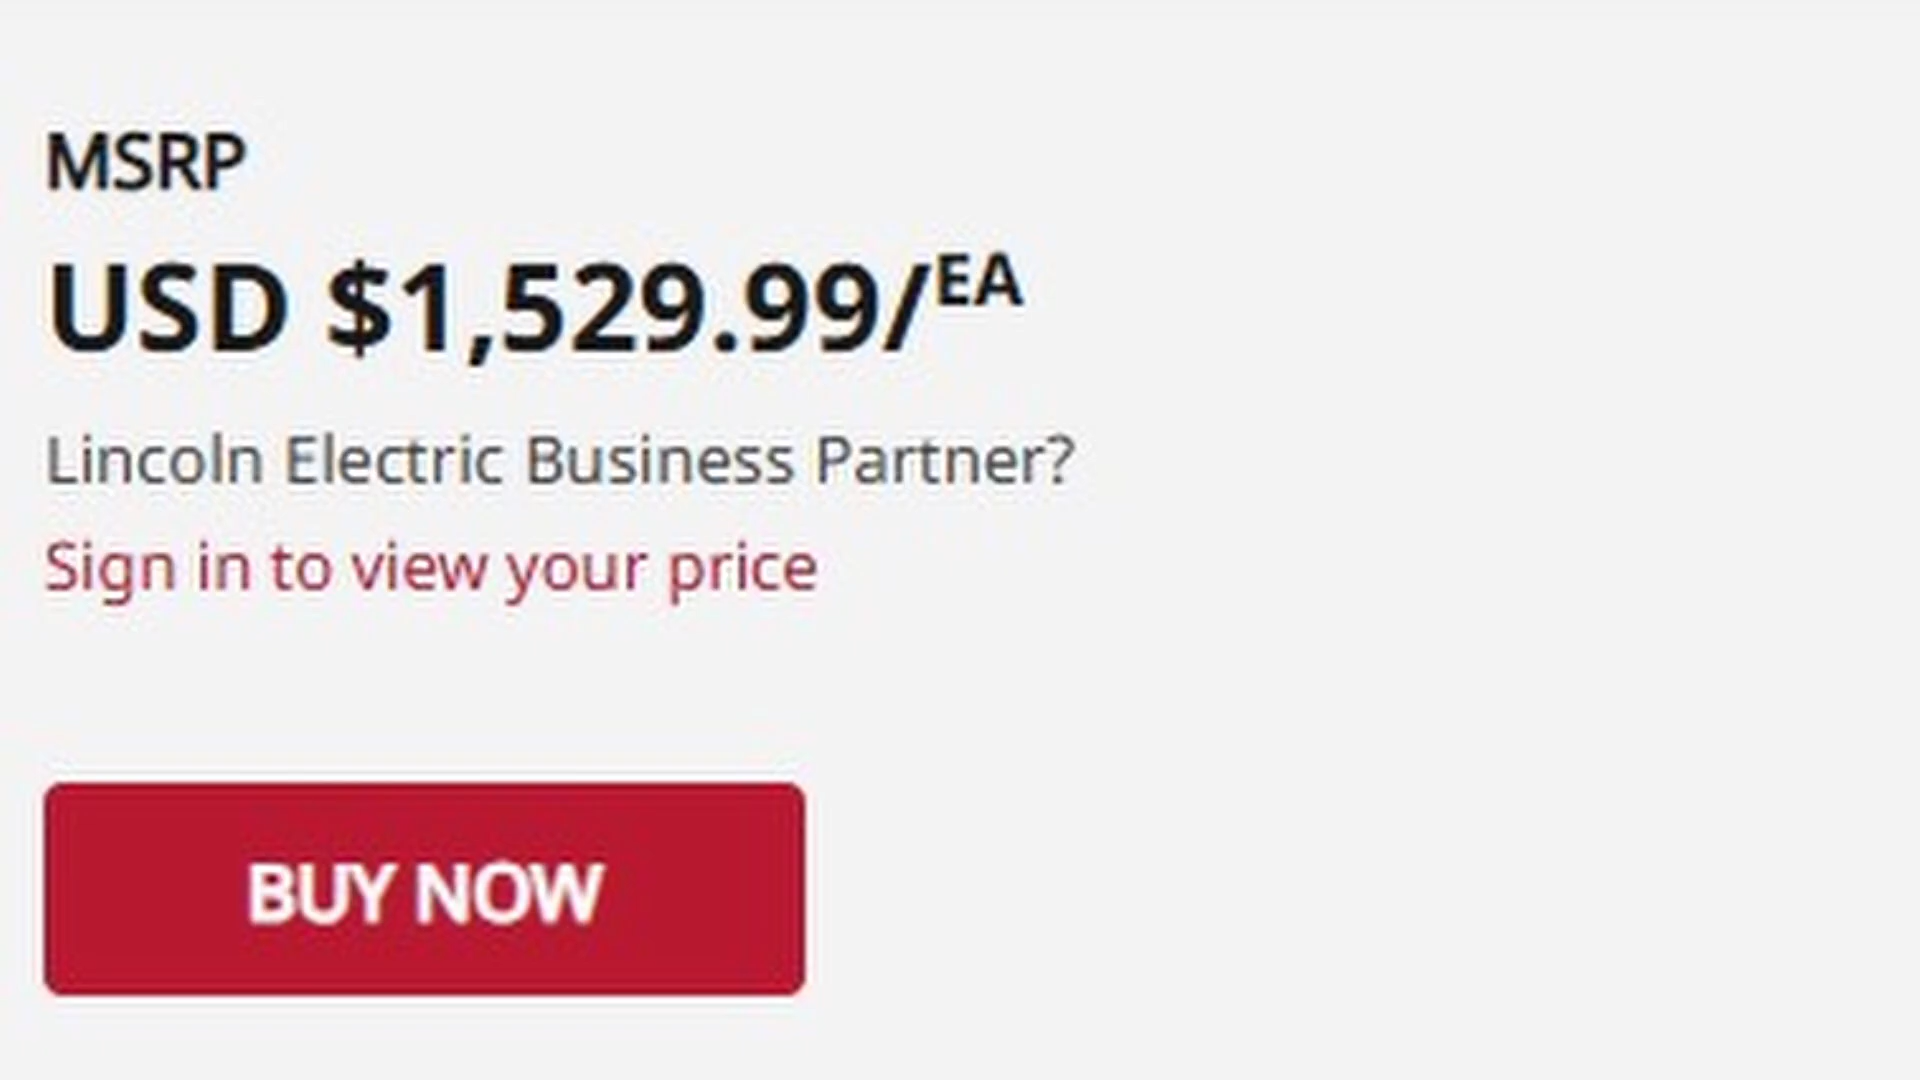 MSRP
USD $1,529.99/EA
Lincoln Electric Business Partner?
Sign in to view your price
BUY NOW